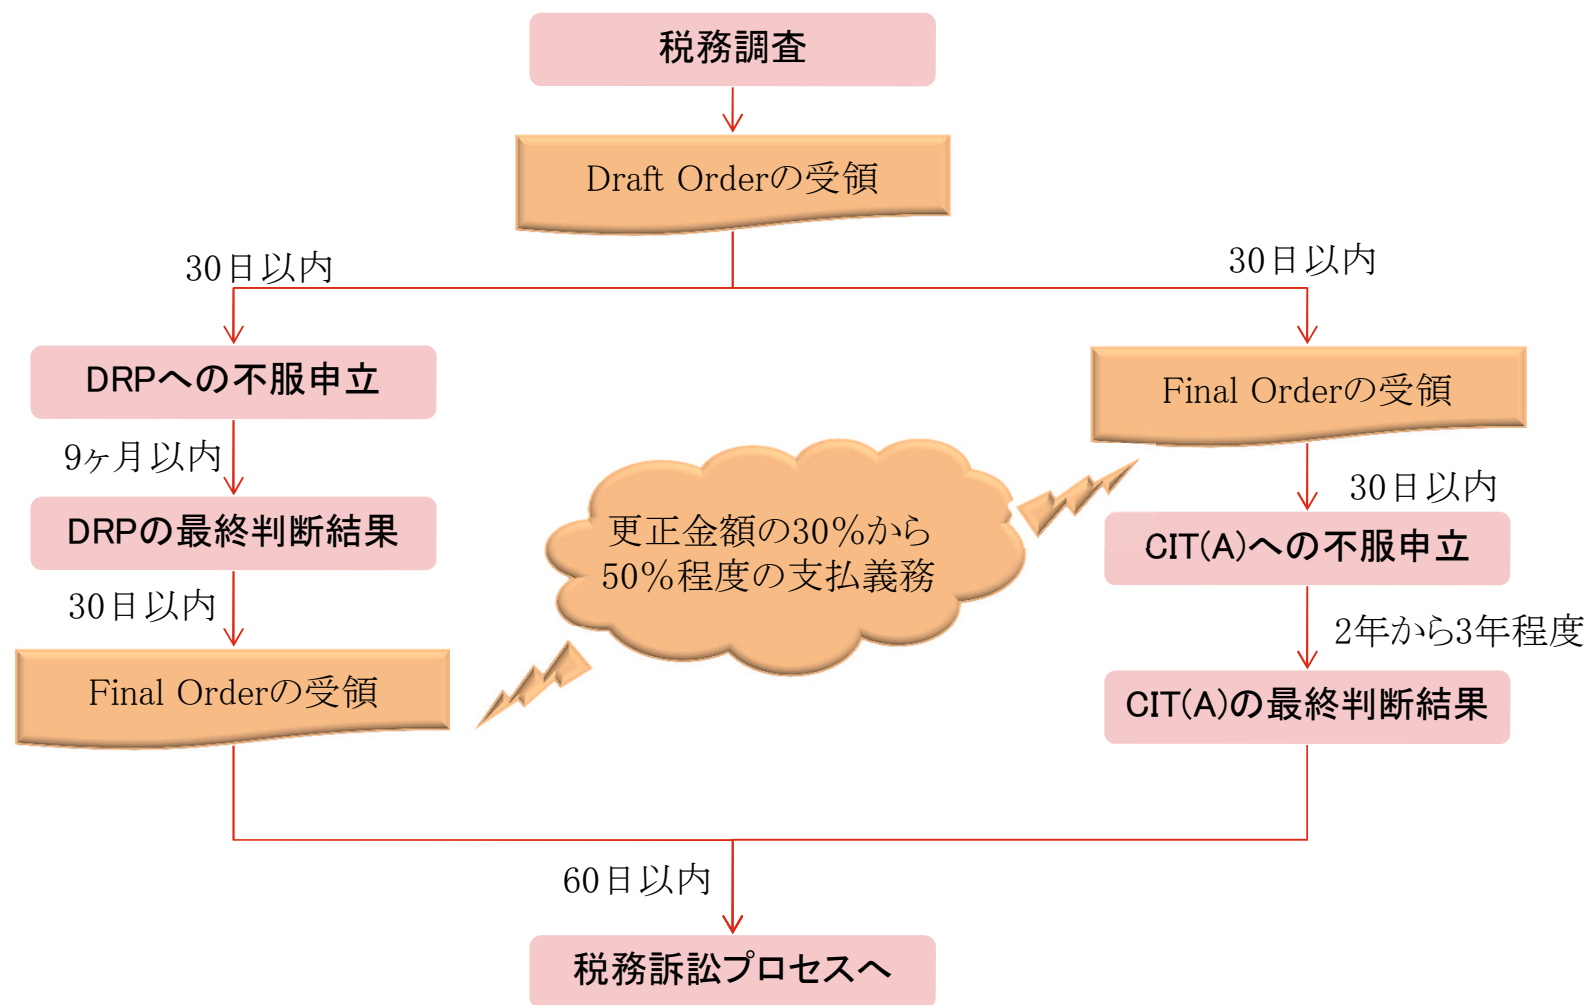 税務調査
Draft Orderの受領
30日以内
30日以内
DRPへの不服申立
Final Orderの受領
9ヶ月以内
30日以内
DRPの最終判断結果
更正金額の30%から
50%程度の支払義務
CIT(A)への不服申立
30日以内
2年から3年程度
Final Orderの受領
CIT(A)の最終判断結果
60日以内
税務訴訟プロセスへ